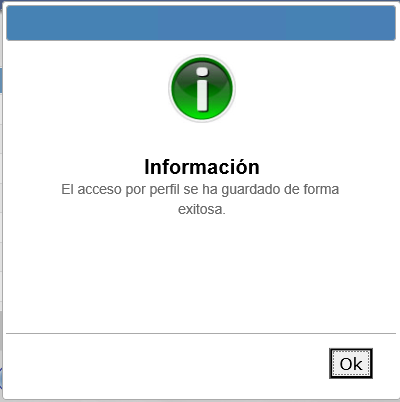 Información
El acceso por perfil se ha guardado de forma
exitosa.
Ok